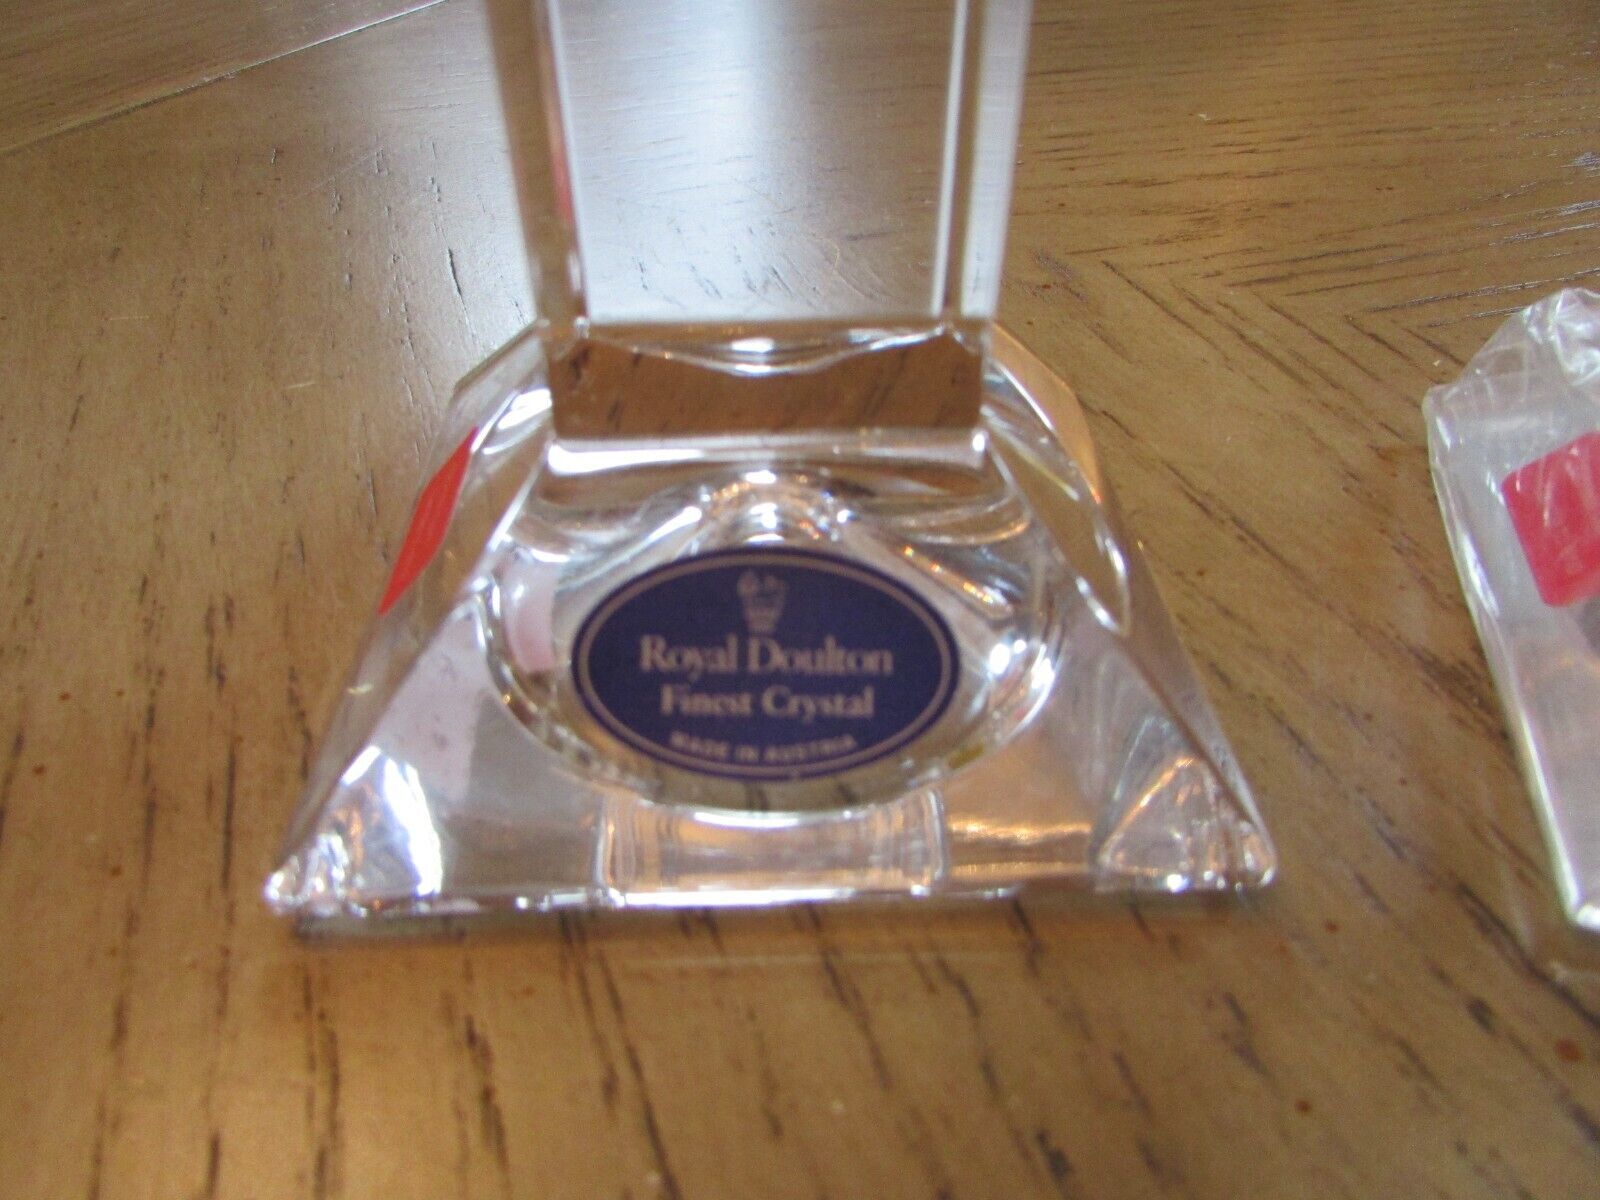 Royal Doulton
Finest Crystal
MADE IN AUSTRIA